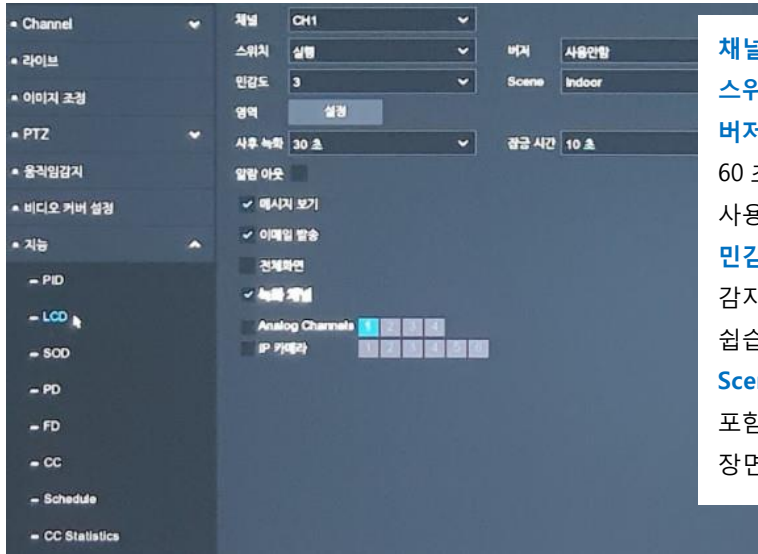 Channel
라이브
이미지 조정
PTZ
움직임감지
비디오 커버 설정
지능
PID
LCD
SOD
PD
FD
CC
Schedule
CC Statistics
채널 CH1
스위치 실행 버저 사용만함
민감도 3 Scene Indoor
영역 설정
사후 녹화 30 초 잠금 시간 10 초
알람 아웃
메시지 보기
이메일 발송
전체화면
녹화 채널
Analog Channels 1 2 3 4
IP 카메라 1 2 3 4 5 6
채널
스위
버저
60 초
사용
민감
감지
쉽습
Scen
포함
장면